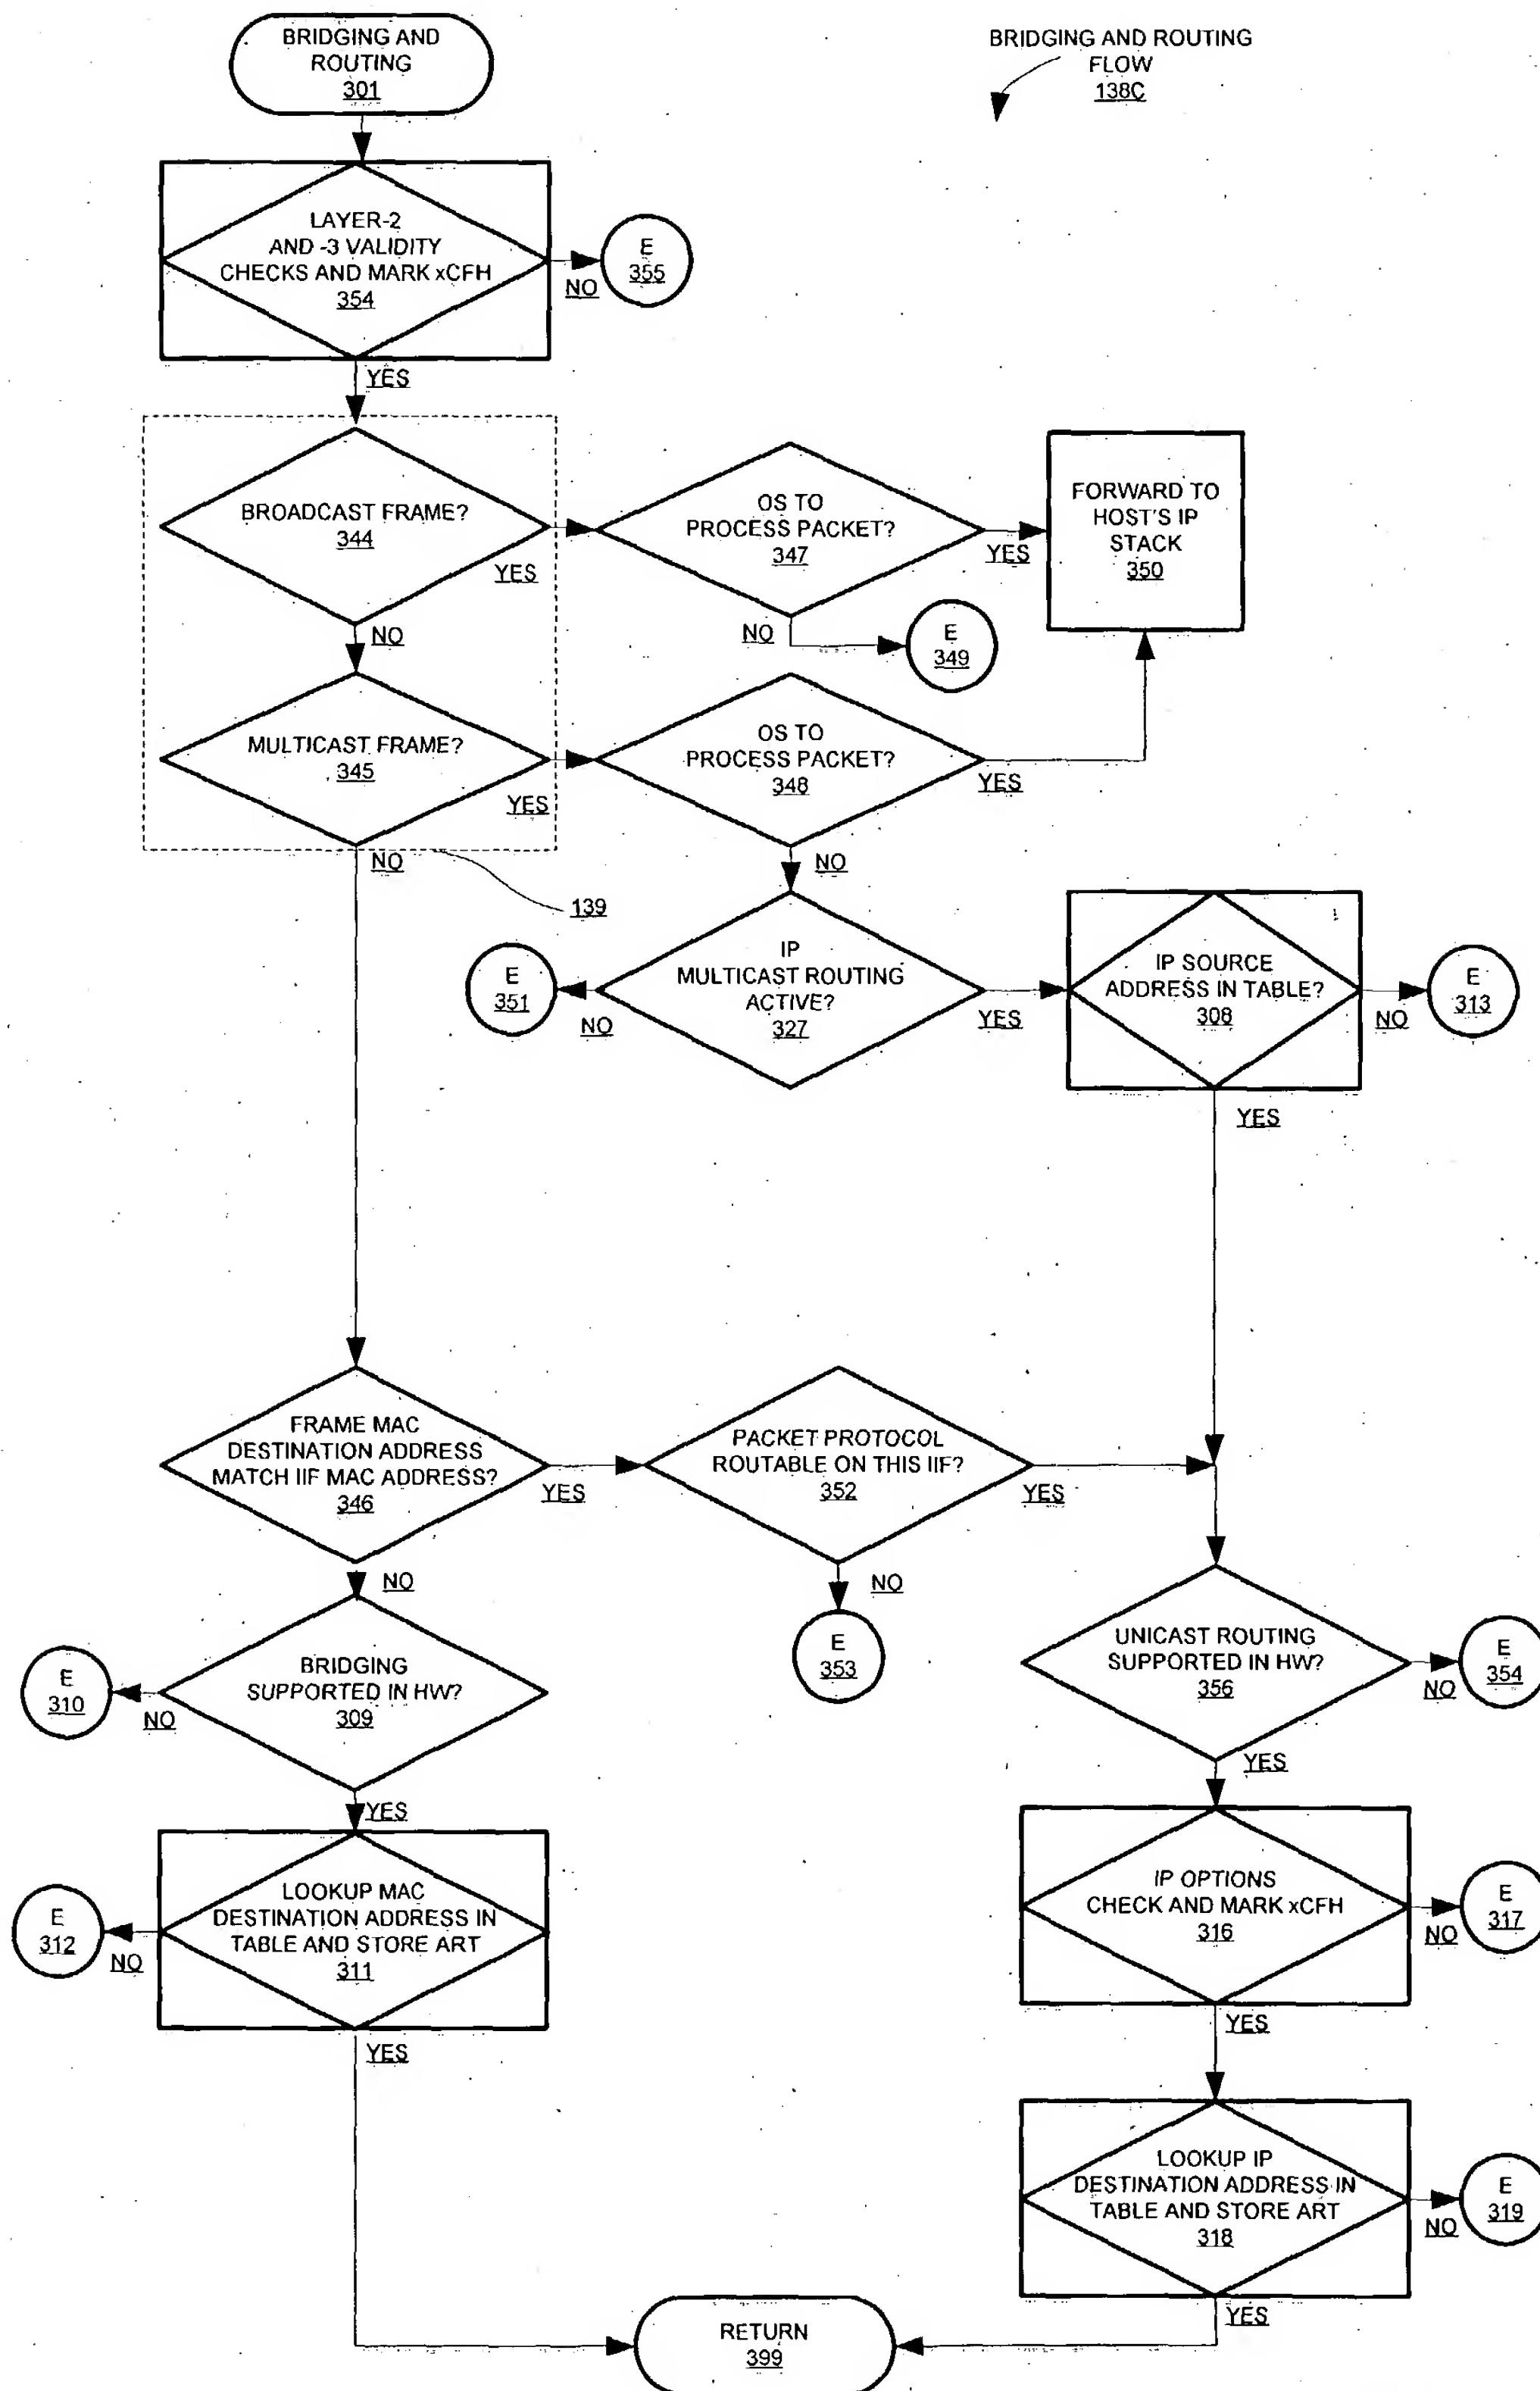 BRIDGING AND
ROUTING
301
BRIDGING AND ROUTING
FLOW
138C
LAYER-2
AND -3 VALIDITY
CHECKS AND MARK xCFH
354
NO
E
355
YES
BROADCAST FRAME?
344
YES
NO
OS TO
PROCESS PACKET?
347
YES
NO
E
349
FORWARD TO
HOST'S IP
STACK
350
MULTICAST FRAME?
345
YES
NO
139
OS TO
PROCESS PACKET?
348
YES
NO
IP
MULTICAST ROUTING
ACTIVE?
327
NO
E
351
YES
IP SOURCE
ADDRESS IN TABLE?
308
NO
E
313
YES
FRAME MAC
DESTINATION ADDRESS
MATCH IIF MAC ADDRESS?
346
YES
NO
PACKET PROTOCOL
ROUTABLE ON THIS IIF?
352
YES
NO
E
353
BRIDGING
SUPPORTED IN HW?
309
NO
E
310
YES
UNICAST ROUTING
SUPPORTED IN HW?
356
NO
E
354
YES
LOOKUP MAC
DESTINATION ADDRESS IN
TABLE AND STORE ART
311
NO
E
312
YES
IP OPTIONS
CHECK AND MARK xCFH
316
NO
E
317
YES
LOOKUP IP
DESTINATION ADDRESS IN
TABLE AND STORE ART
318
NO
E
319
YES
RETURN
399